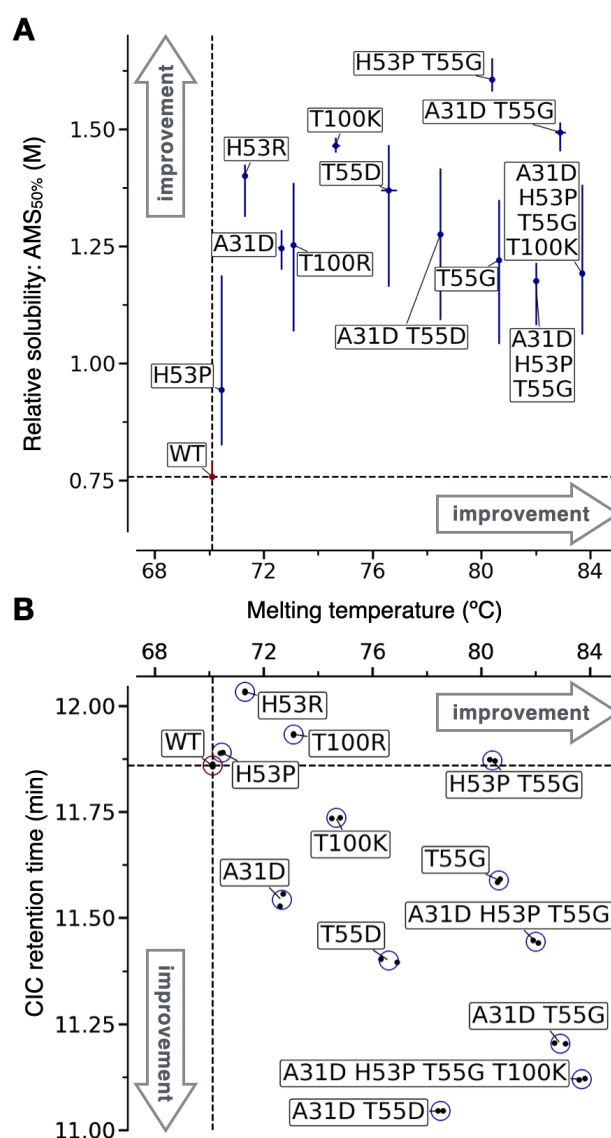 A
improvement
Relative solubility: AMS50% (M)
1.50
1.25
1.00
0.75
H53P T55G
A31D T55G
T100K
H53R
T55D
A31D
H53P
T55G
T100K
A31D
T100R
T55G
A31D T55D
A31D
H53P
T55G
H53P
WT
improvement
68 72 76 80 84
Melting temperature (ºC)
B
68 72 76 80 84
CIC retention time (min)
12.00
11.75
11.50
11.25
11.00
improvement
H53R
WT
T100R
H53P
H53P T55G
T100K
T55G
A31D
A31D H53P T55G
T55D
A31D T55G
A31D H53P T55G T100K
A31D T55D
improvement